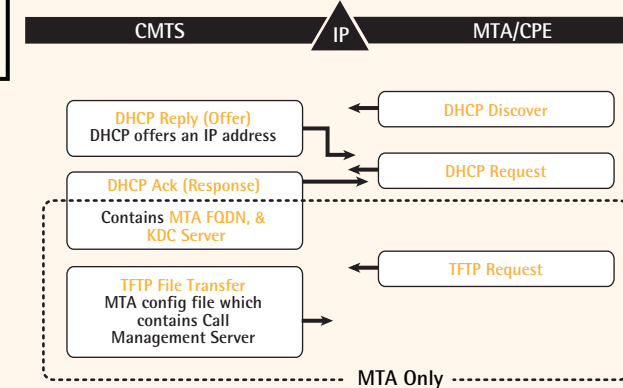 CMTS
IP
MTA/CPE
DHCP Discover
DHCP Reply (Offer)
DHCP offers an IP address
DHCP Request
DHCP Ack (Response)
Contains MTA FQDN, &
KDC Server
TFTP Request
TFTP File Transfer
MTA config file which
contains Call
Management Server
MTA Only